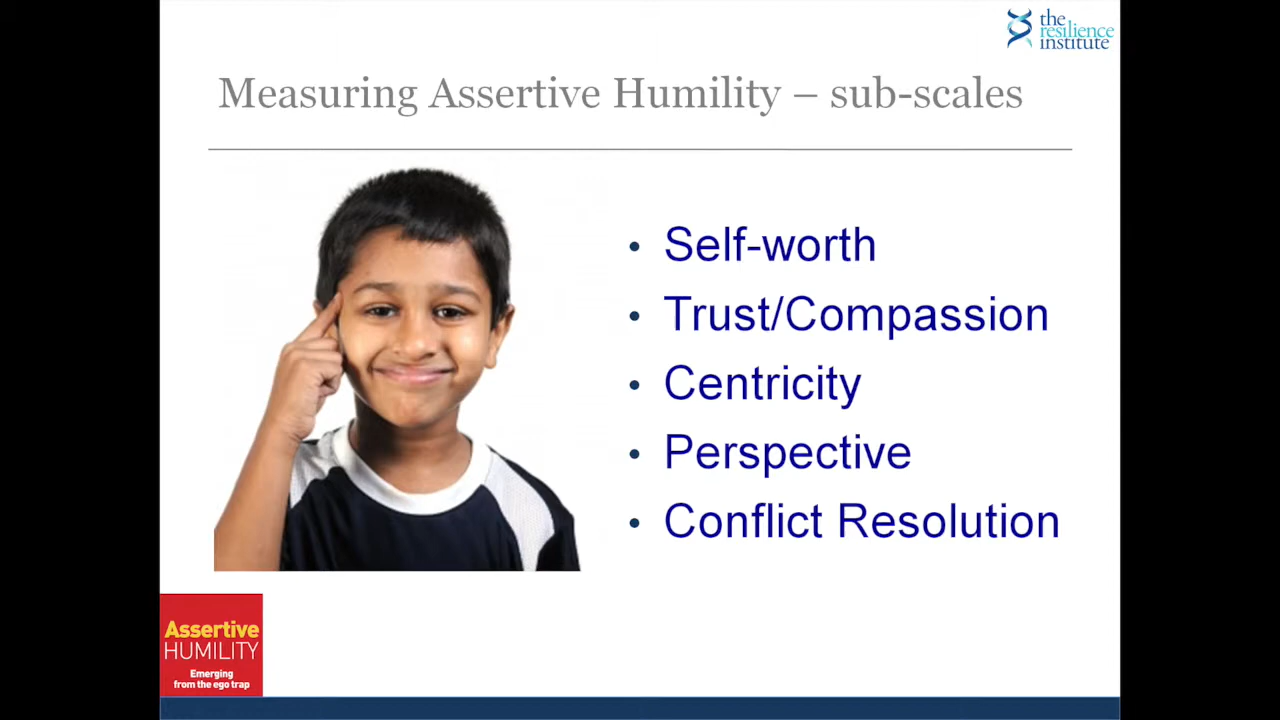 the
resilience
institute
Measuring Assertive Humility – sub-scales
• Self-worth
• Trust/Compassion
• Centricity
• Perspective
• Conflict Resolution
Assertive
HUMILITY
Emerging
from the ego trap